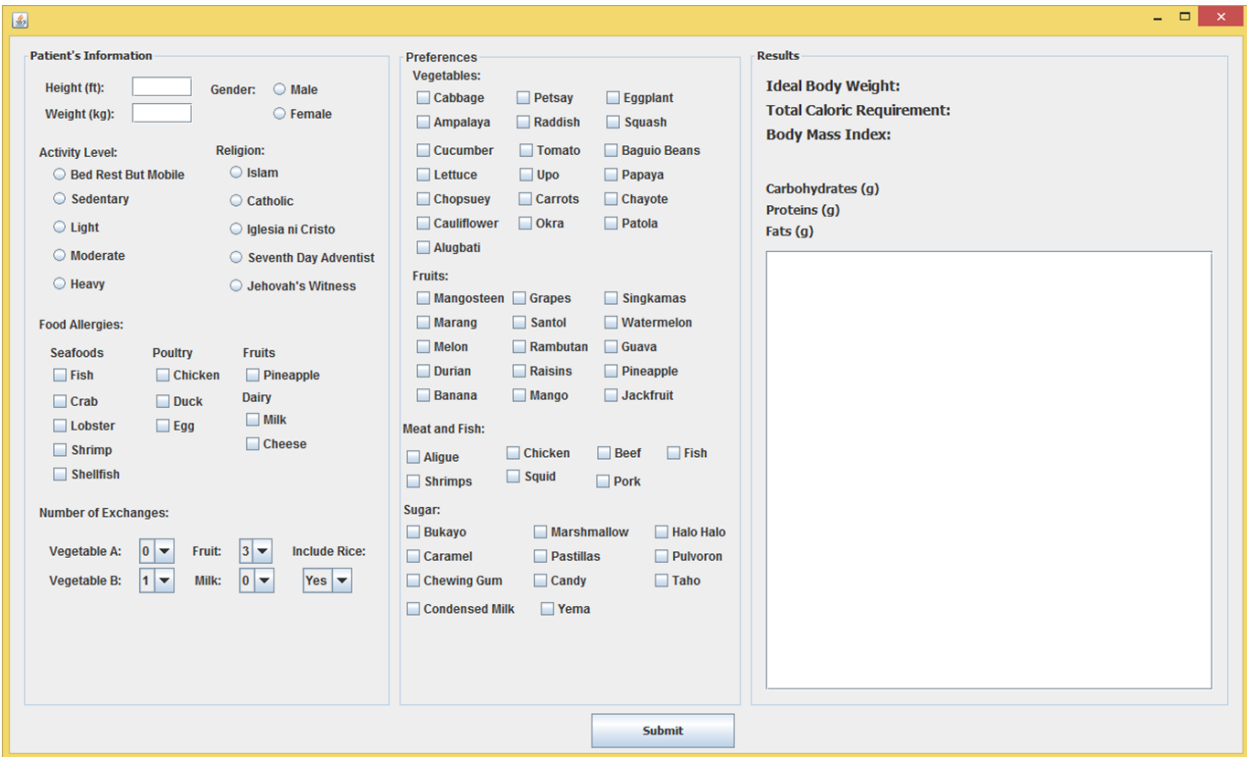 Patient's Information
Height (ft):
Weight (kg):
Gender:
Male
Female
Activity Level:
Bed Rest But Mobile
Sedentary
Light
Moderate
Heavy
Religion:
Islam
Catholic
Iglesia ni Cristo
Seventh Day Adventist
Jehovah's Witness
Food Allergies:
Seafoods
Fish
Crab
Lobster
Shrimp
Shellfish
Poultry
Chicken
Duck
Egg
Fruits
Pineapple
Dairy
Milk
Cheese
Number of Exchanges:
Vegetable A: 0 Fruit: 3 Include Rice:
Vegetable B: 1 Milk: 0 Yes
Preferences
Vegetables:
Cabbage Petsay Eggplant
Ampalaya Raddish Squash
Cucumber Tomato Baguio Beans
Lettuce Upo Papaya
Chopsuey Carrots Chayote
Cauliflower Okra Patola
Alugbati
Fruits:
Mangosteen Grapes Singkamas
Marang Santol Watermelon
Melon Rambutan Guava
Durian Raisins Pineapple
Banana Mango Jackfruit
Meat and Fish:
Aligue Chicken Beef Fish
Shrimps Squid Pork
Sugar:
Bukayo Marshmallow Halo Halo
Caramel Pastillas Pulvoron
Chewing Gum Candy Taho
Condensed Milk Yema
Results
Ideal Body Weight:
Total Caloric Requirement:
Body Mass Index:
Carbohydrates (g)
Proteins (g)
Fats (g)
Submit